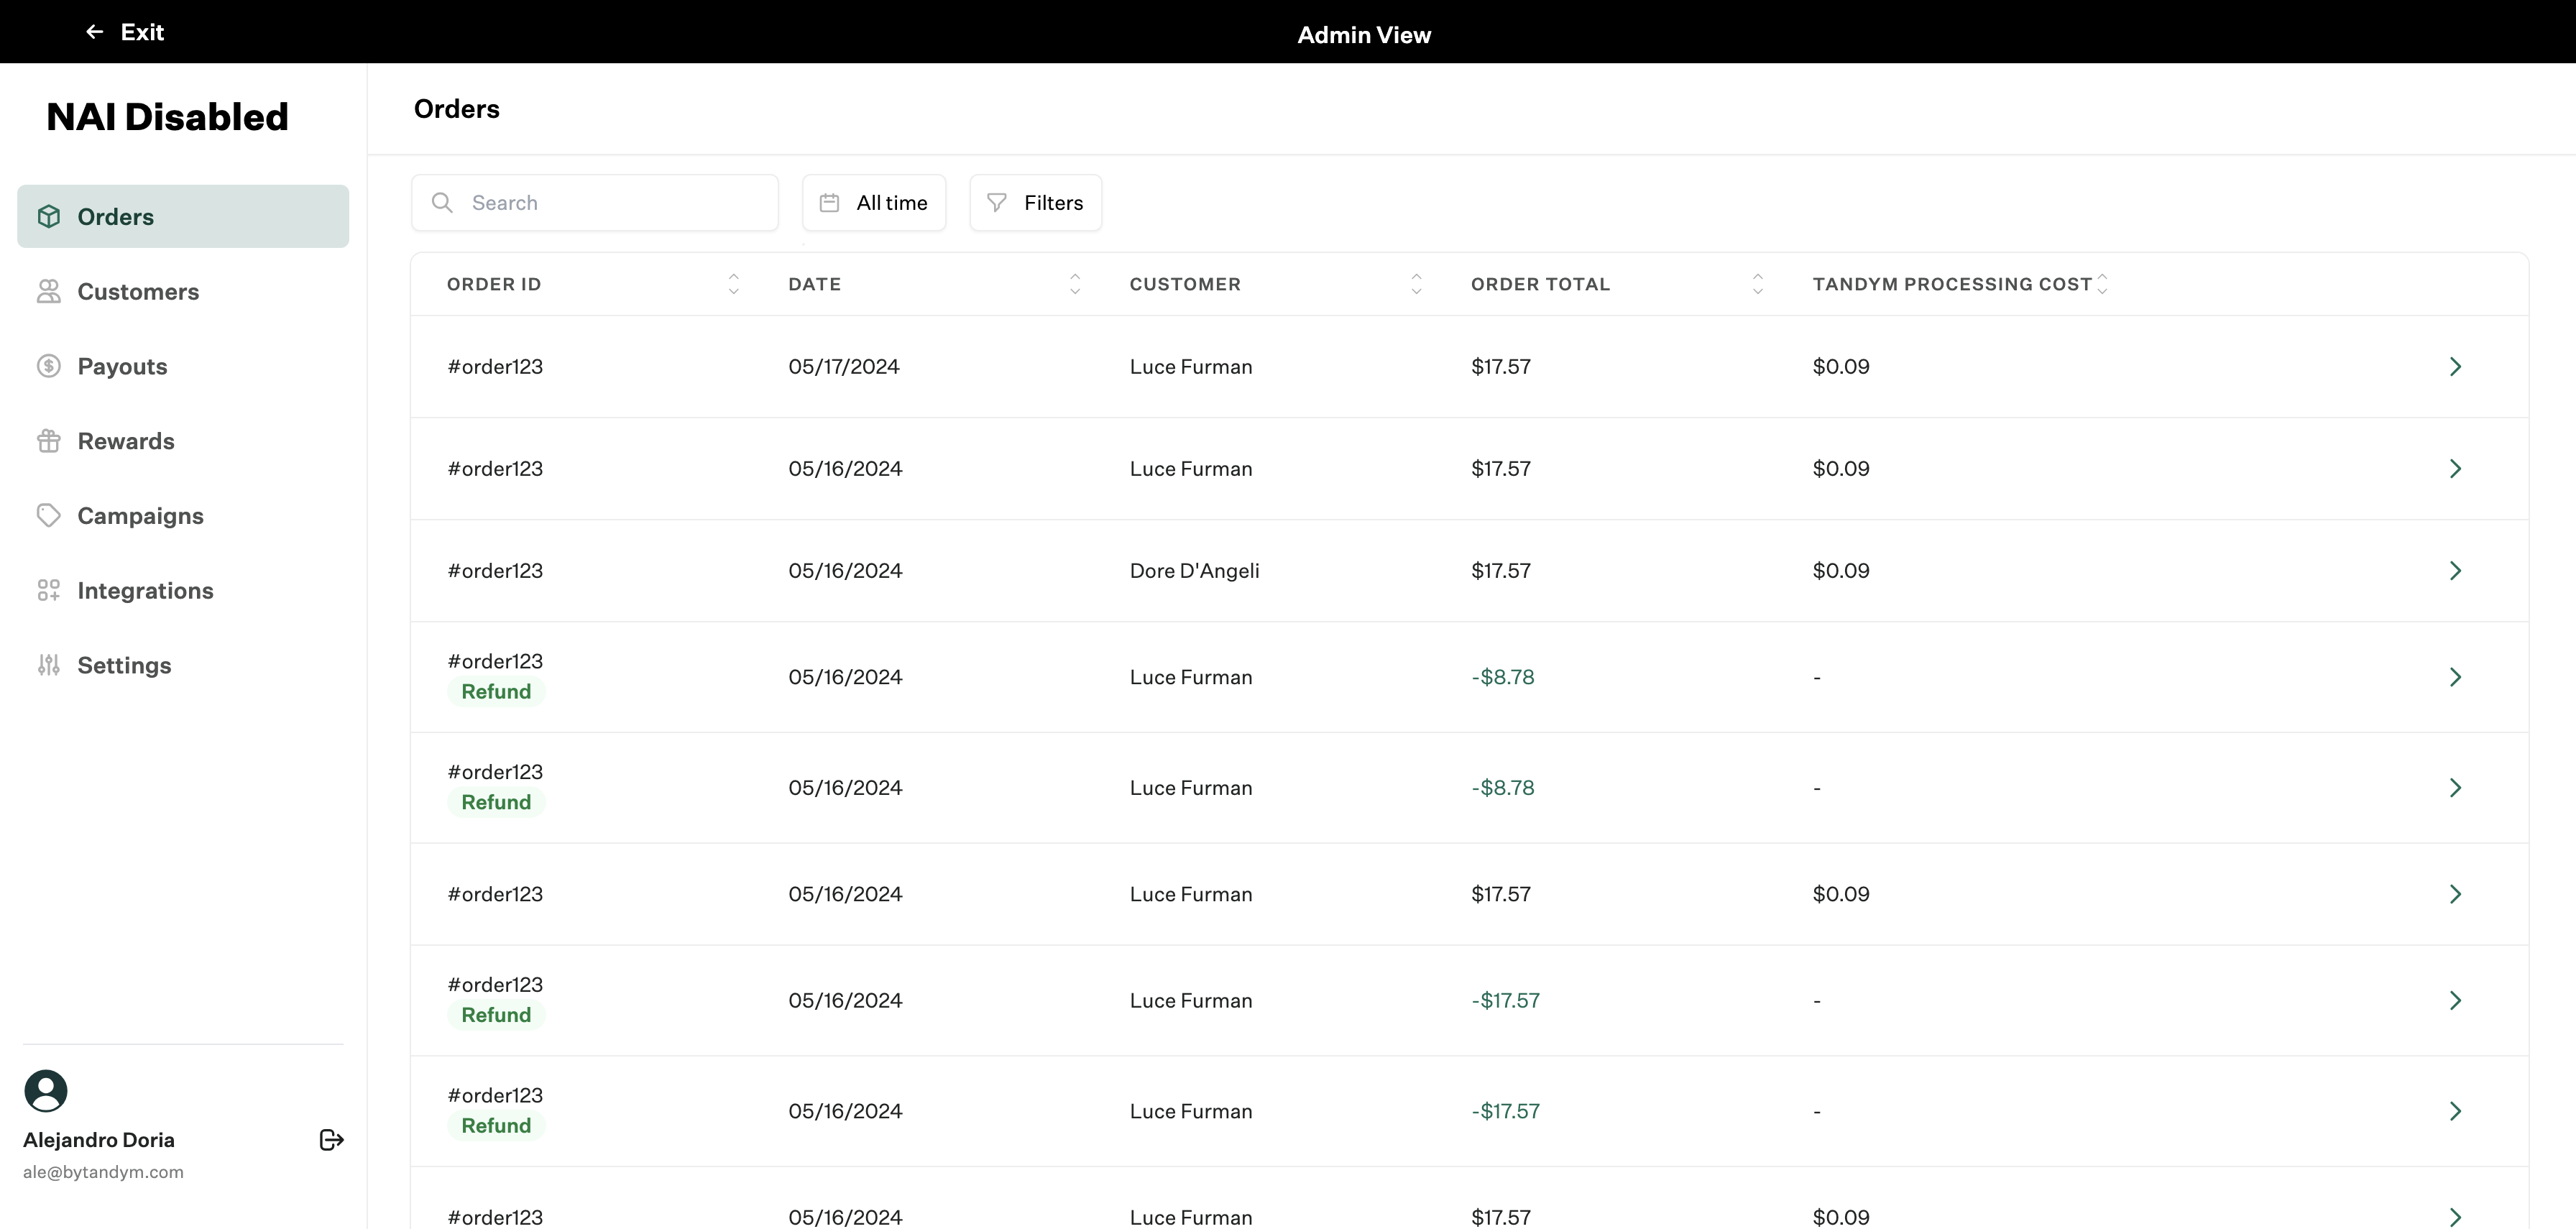 Exit
Admin View
NAI Disabled
Orders
Customers
Payouts
Rewards
Campaigns
Integrations
Settings
Alejandro Doria
ale@bytandym.com
Orders
Search
All time
Filters
ORDER ID DATE CUSTOMER ORDER TOTAL TANDYM PROCESSING COST
#order123 05/17/2024 Luce Furman $17.57 $0.09
#order123 05/16/2024 Luce Furman $17.57 $0.09
#order123 05/16/2024 Dore D'Angeli $17.57 $0.09
#order123
Refund
05/16/2024 Luce Furman -$8.78 -
#order123
Refund
05/16/2024 Luce Furman -$8.78 -
#order123 05/16/2024 Luce Furman $17.57 $0.09
#order123
Refund
05/16/2024 Luce Furman -$17.57 -
#order123
Refund
05/16/2024 Luce Furman -$17.57 -
#order123 05/16/2024 Luce Furman $17.57 $0.09